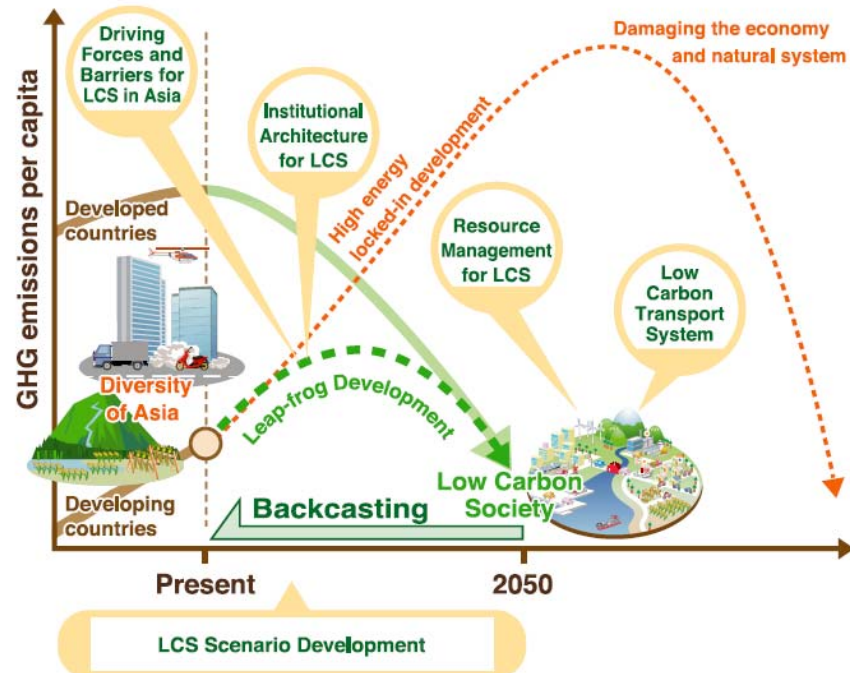 Driving
Forces and
Barriers for
LCS in Asia
Institutional
Architecture
for LCS
Damaging the economy
and natural system
High energy
locked-in development
GHG emissions per capita
Developed
countries
Resource
Management
for LCS
Low
Carbon
Transport
System
Diversity
of Asia
Leap-frog Development
Developing
countries
Low Carbon
Society
Backcasting
Present
2050
LCS Scenario Development